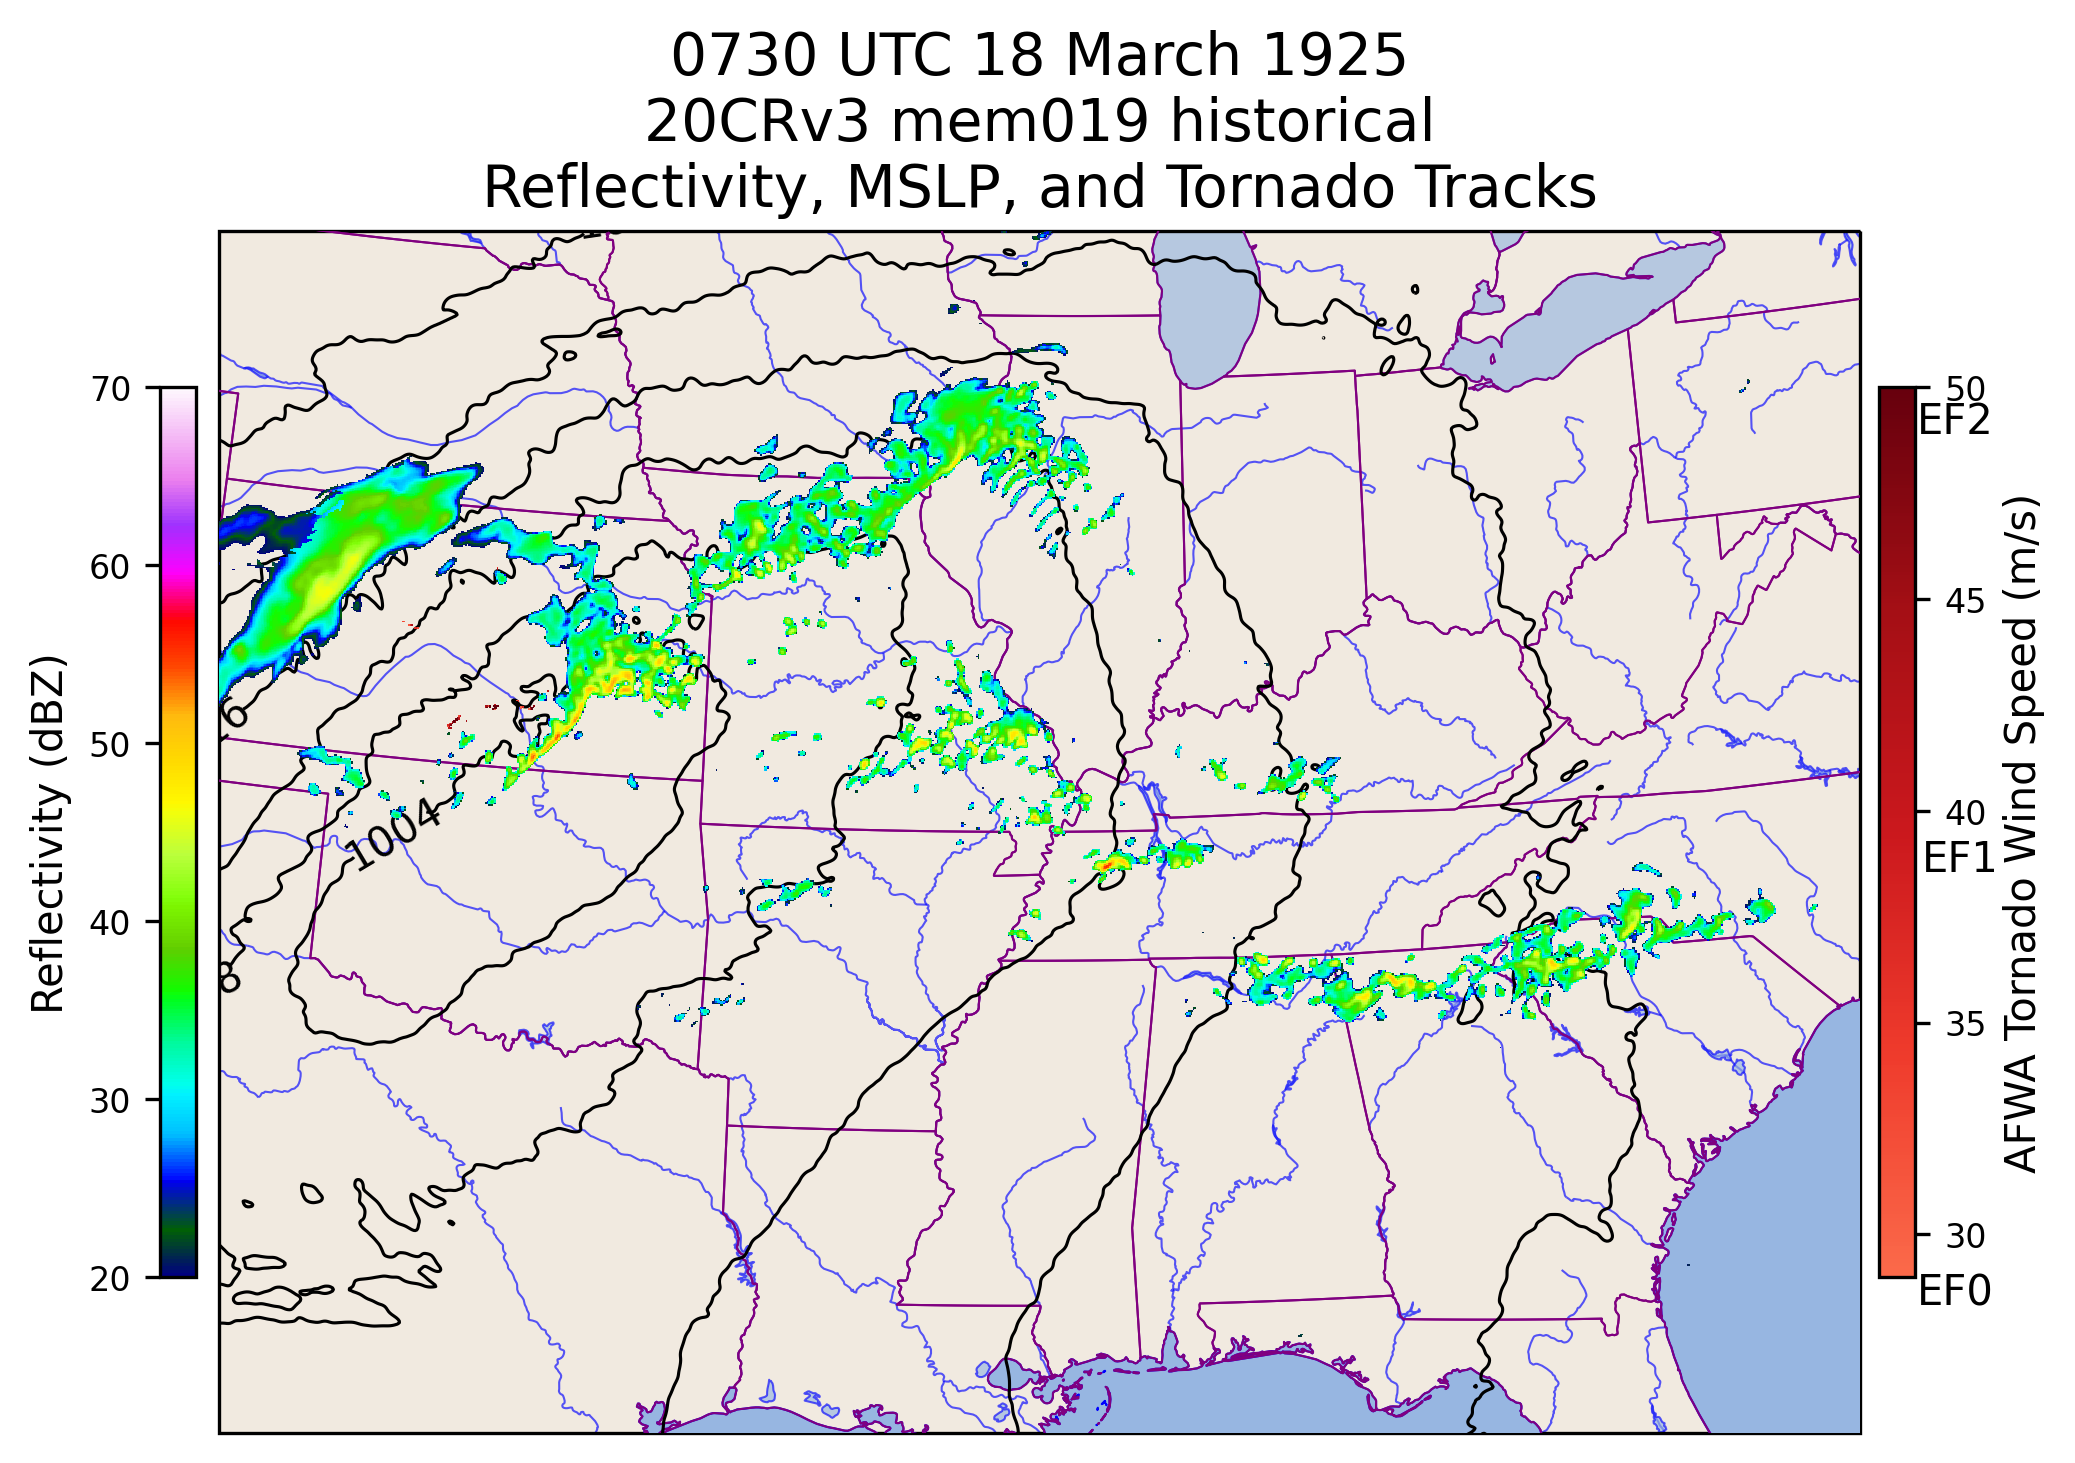 0730 UTC 18 March 1925
20CRv3 mem019 historical
Reflectivity, MSLP, and Tornado Tracks
70
60
50
40
30
20
Reflectivity (dBZ)
1004
6
8
50
EF2
45
40
EF1
35
30
EF0
AFWA Tornado Wind Speed (m/s)